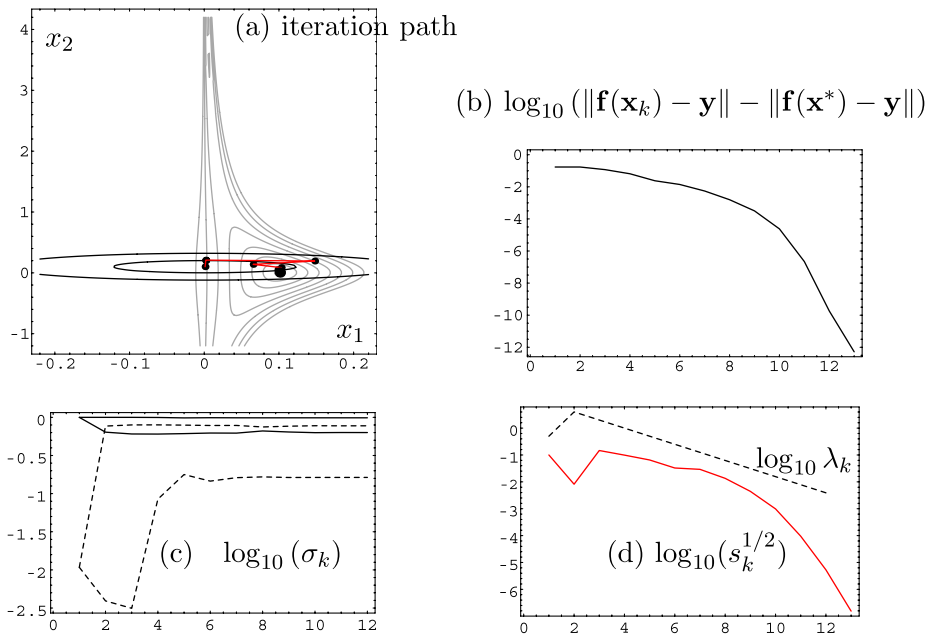 (a) iteration path
x₂
4
3
2
1
0
-1
x₁
-0.2 -0.1 0 0.1 0.2
(b) log₁₀ (‖f(xₖ) − y‖ − ‖f(x*) − y‖)
0
-2
-4
-6
-8
-10
-12
0 2 4 6 8 10 12
0
-0.5
-1
-1.5
-2
-2.5
(c) log₁₀ (σₖ)
0 2 4 6 8 10 12
0
-1
-2
-3
-4
-5
-6
log₁₀ λₖ
(d) log₁₀(sₖ^{1/2})
0 2 4 6 8 10 12